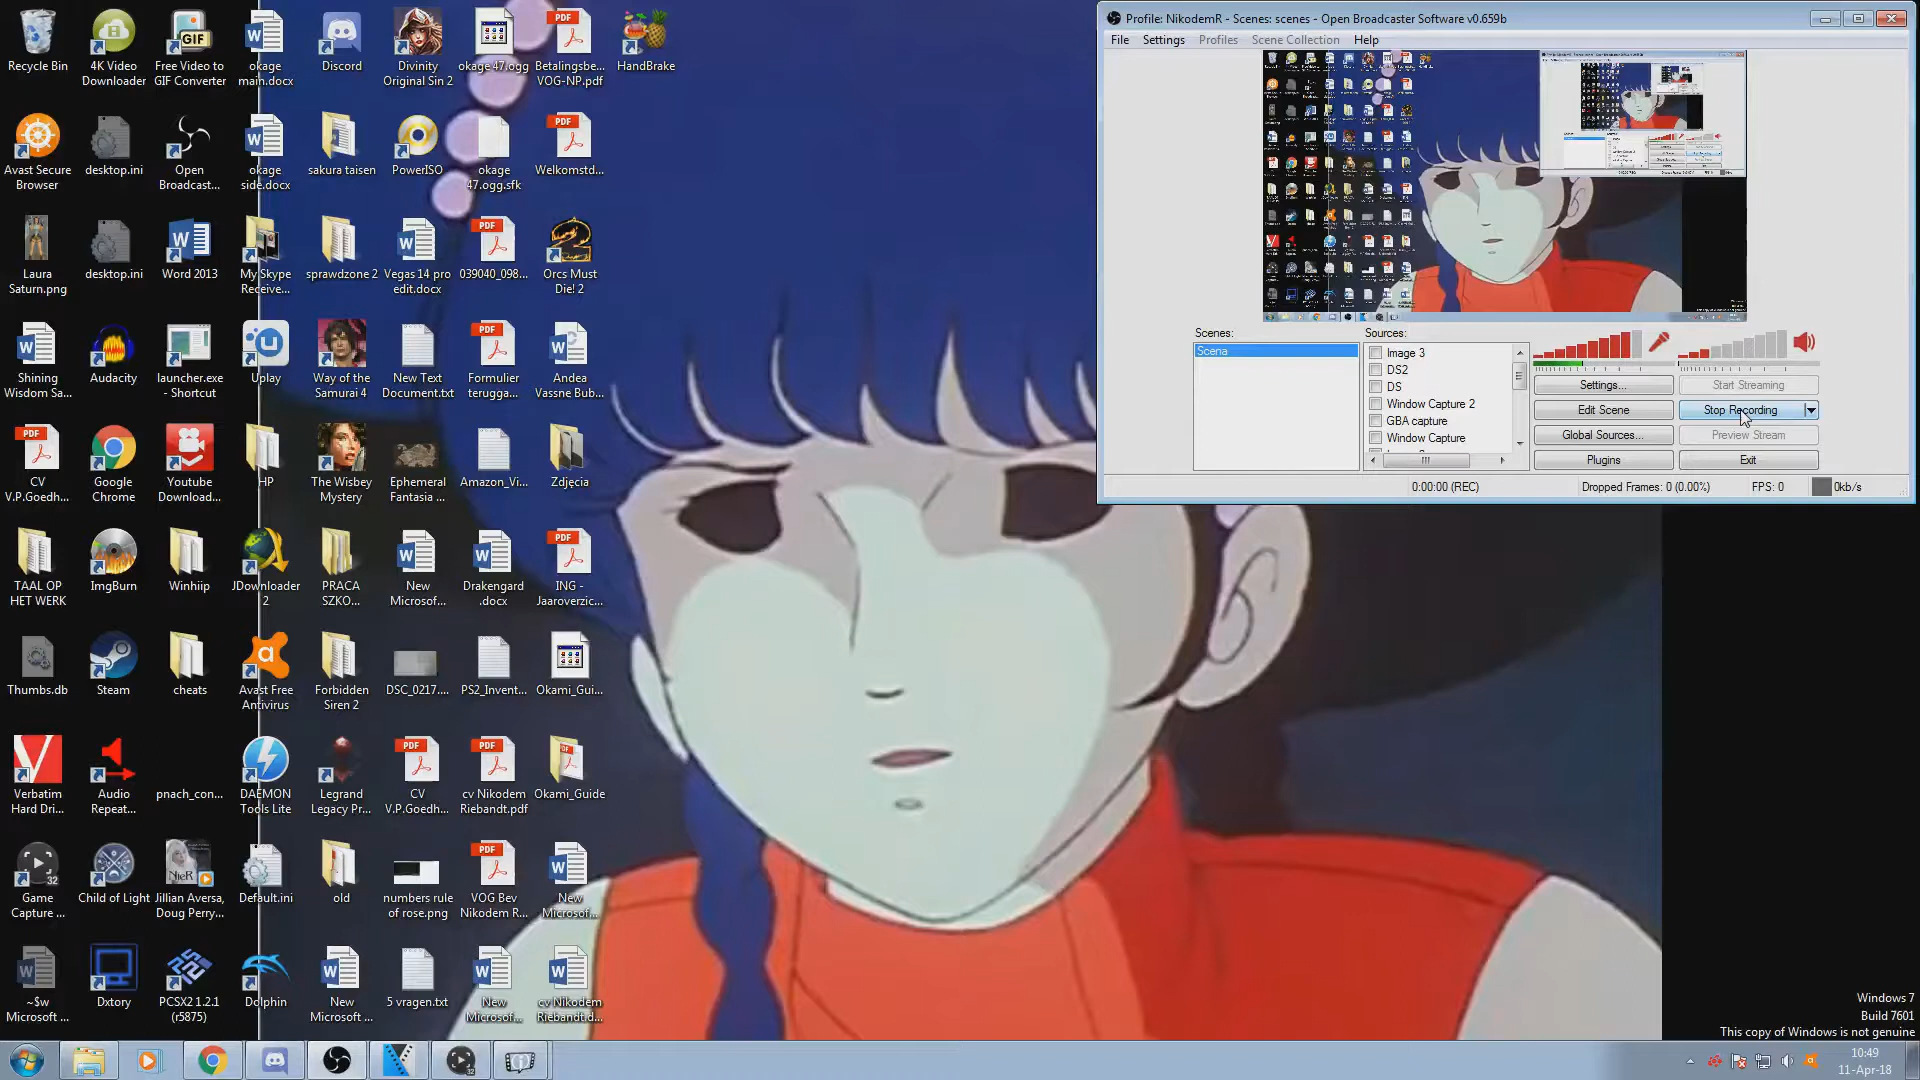 Recycle Bin
4K Video
Downloader
Free Video to
GIF Converter
okage
main.docx
Discord
Divinity
Original Sin 2
okage 47.ogg
Betalingsbe...
VOG-NP.pdf
HandBrake
Avast Secure
Browser
desktop.ini
Open
Broadcast...
okage
side.docx
sakura taisen
PowerISO
okage
47.ogg.sfk
Welkomstd...
Laura
Saturn.png
desktop.ini
Word 2013
My Skype
Receive...
sprawdzone 2
Vegas 14 pro
edit.docx
039040_098...
Orcs Must
Die! 2
Shining
Wisdom Sa...
Audacity
launcher.exe
- Shortcut
Uplay
Way of the
Samurai 4
New Text
Document.txt
Formulier
terugga...
Andea
Vassne Bub...
CV
V.P.Goedh...
Google
Chrome
Youtube
Download...
HP
The Wisbey
Mystery
Ephemeral
Fantasia ...
Amazon_Vi...
Zdjęcia
TAAL OP
HET WERK
ImgBurn
Winhiip
JDownloader
2
PRACA
SZKO...
New
Microsof...
Drakengard
.docx
ING -
Jaaroverzic...
Thumbs.db
Steam
cheats
Avast Free
Antivirus
Forbidden
Siren 2
DSC_0217....
PS2_Invent...
Okami_Gui...
Verbatim
Hard Dri...
Audio
Repeat...
pnach_con...
DAEMON
Tools Lite
Legrand
Legacy Pr...
CV
V.P.Goedh...
cv Nikodem
Riebandt.pdf
Okami_Guide
Game
Capture ...
Child of Light
Jillian Aversa,
Doug Perry,...
Default.ini
old
numbers rule
of rose.png
VOG Bev
Nikodem R...
New
Microsof...
~$w
Microsoft ...
Dxtory
PCSX2 1.2.1
(r5875)
Dolphin
New
Microsoft ...
5 vragen.txt
New
Microsof...
cv Nikodem
Riebandt.d...
Profile: NikodemR - Scenes: scenes - Open Broadcaster Software v0.659b
File Settings Profiles Scene Collection Help
Scenes:
Scena
Sources:
Image 3
DS2
DS
Window Capture 2
GBA capture
Window Capture
Settings...
Start Streaming
Edit Scene
Stop Recording
Global Sources...
Preview Stream
Plugins
Exit
0:00:00 (REC)
Dropped Frames: 0 (0.00%)
FPS: 0
0kb/s
Windows 7
Build 7601
This copy of Windows is not genuine
10:49
11-Apr-18